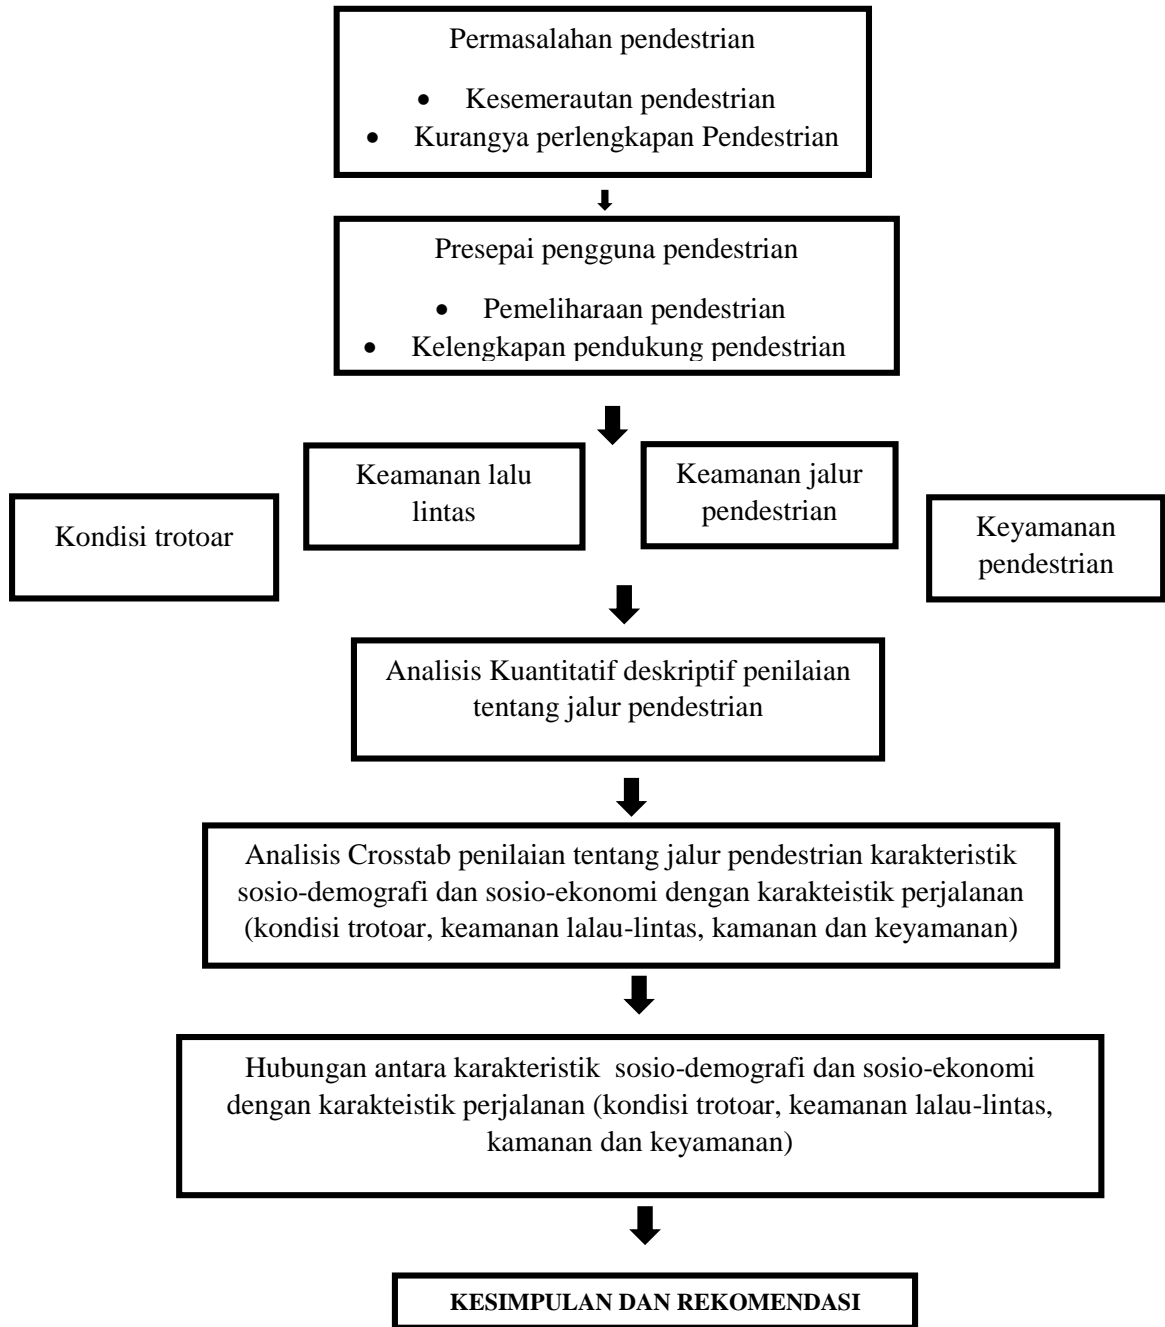 Permasalahan pendestrian
• Kesemerautan pendestrian
• Kurangya perlengkapan Pendestrian
Presepai pengguna pendestrian
• Pemeliharaan pendestrian
• Kelengkapan pendukung pendestrian
Kondisi trotoar
Keamanan lalu
lintas
Keamanan jalur
pendestrian
Keyamanan
pendestrian
Analisis Kuantitatif deskriptif penilaian
tentang jalur pendestrian
Analisis Crosstab penilaian tentang jalur pendestrian karakteristik
sosio-demografi dan sosio-ekonomi dengan karakteistik perjalanan
(kondisi trotoar, keamanan lalau-lintas, kamanan dan keyamanan)
Hubungan antara karakteristik sosio-demografi dan sosio-ekonomi
dengan karakteistik perjalanan (kondisi trotoar, keamanan lalau-lintas,
kamanan dan keyamanan)
KESIMPULAN DAN REKOMENDASI